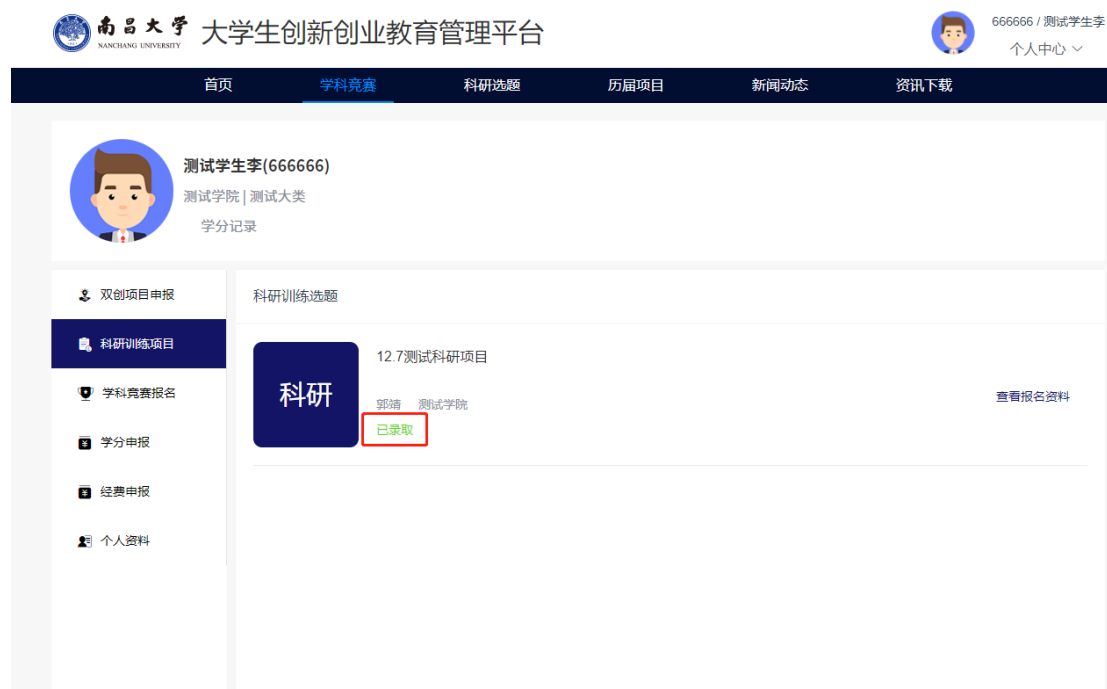 南昌大学
NANCHANG UNIVERSITY
大学生创新创业教育管理平台
666666 / 测试学生李
个人中心
首页 学科竞赛 科研选题 历届项目 新闻动态 资讯下载
测试学生李(666666)
测试学院 | 测试大类
学分记录
双创项目申报
科研训练项目
学科竞赛报名
学分申报
经费申报
个人资料
科研训练选题
科研
12.7测试科研项目
郭靖 测试学院
已录取
查看报名资料